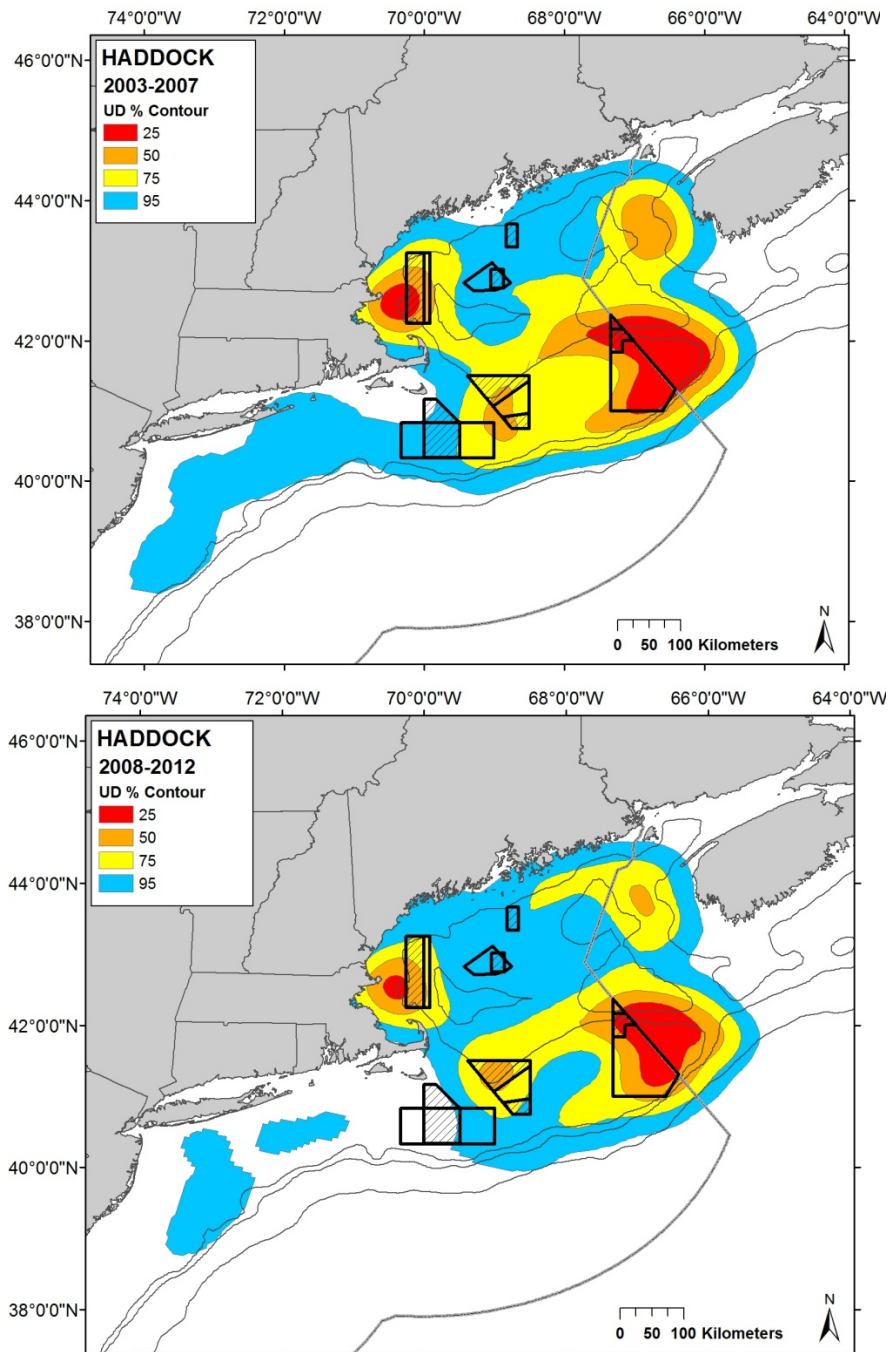 74°0'0"W 72°0'0"W 70°0'0"W 68°0'0"W 66°0'0"W 64°0'0"W
46°0'0"N
44°0'0"N
42°0'0"N
40°0'0"N
38°0'0"N
HADDOCK
2003-2007
UD % Contour
25
50
75
95
N
0 50 100 Kilometers
74°0'0"W 72°0'0"W 70°0'0"W 68°0'0"W 66°0'0"W 64°0'0"W
46°0'0"N
44°0'0"N
42°0'0"N
40°0'0"N
38°0'0"N
HADDOCK
2008-2012
UD % Contour
25
50
75
95
N
0 50 100 Kilometers